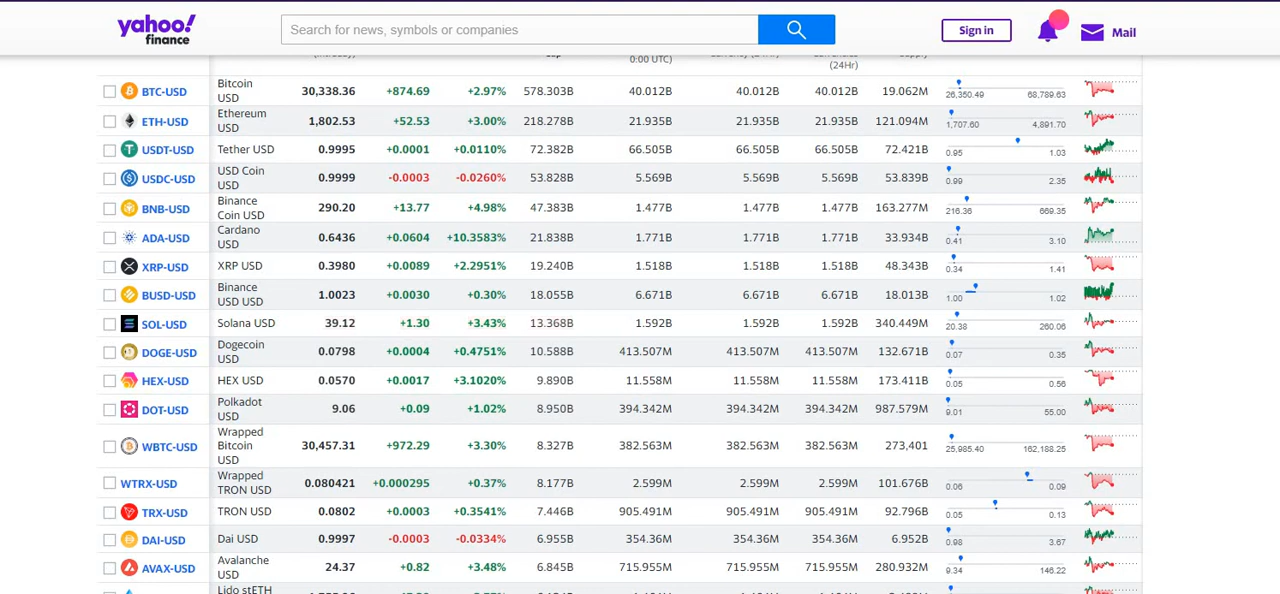 yahoo!
finance
Search for news, symbols or companies
Sign in
Mail
0:00 UTC)
(24Hr)
BTC-USD Bitcoin USD 30,338.36 +874.69 +2.97% 578.303B 40.012B 40.012B 40.012B 19.062M 26,350.49 68,789.63
ETH-USD Ethereum USD 1,802.53 +52.53 +3.00% 218.278B 21.935B 21.935B 21.935B 121.094M 1,707.60 4,891.70
USDT-USD Tether USD 0.9995 +0.0001 +0.0110% 72.382B 66.505B 66.505B 66.505B 72.421B 0.95 1.03
USDC-USD USD Coin USD 0.9999 -0.0003 -0.0260% 53.828B 5.569B 5.569B 5.569B 53.839B 0.99 2.35
BNB-USD Binance Coin USD 290.20 +13.77 +4.98% 47.383B 1.477B 1.477B 1.477B 163.277M 216.36 669.35
ADA-USD Cardano USD 0.6436 +0.0604 +10.3583% 21.838B 1.771B 1.771B 1.771B 33.934B 0.41 3.10
XRP-USD XRP USD 0.3980 +0.0089 +2.2951% 19.240B 1.518B 1.518B 1.518B 48.343B 0.34 1.41
BUSD-USD Binance USD USD 1.0023 +0.0030 +0.30% 18.055B 6.671B 6.671B 6.671B 18.013B 1.00 1.02
SOL-USD Solana USD 39.12 +1.30 +3.43% 13.368B 1.592B 1.592B 1.592B 340.449M 20.38 260.06
DOGE-USD Dogecoin USD 0.0798 +0.0004 +0.4751% 10.588B 413.507M 413.507M 413.507M 132.671B 0.07 0.35
HEX-USD HEX USD 0.0570 +0.0017 +3.1020% 9.890B 11.558M 11.558M 11.558M 173.411B 0.05 0.56
DOT-USD Polkadot USD 9.06 +0.09 +1.02% 8.950B 394.342M 394.342M 394.342M 987.579M 9.01 55.00
WBTC-USD Wrapped Bitcoin USD 30,457.31 +972.29 +3.30% 8.327B 382.563M 382.563M 382.563M 273,401 25,985.40 162,188.25
WTRX-USD Wrapped TRON USD 0.080421 +0.000295 +0.37% 8.177B 2.599M 2.599M 2.599M 101.676B 0.06 0.09
TRX-USD TRON USD 0.0802 +0.0003 +0.3541% 7.446B 905.491M 905.491M 905.491M 92.796B 0.05 0.13
DAI-USD Dai USD 0.9997 -0.0003 -0.0334% 6.955B 354.36M 354.36M 354.36M 6.952B 0.98 3.67
AVAX-USD Avalanche USD 24.37 +0.82 +3.48% 6.845B 715.955M 715.955M 715.955M 280.932M 9.34 146.22
Lido stETH